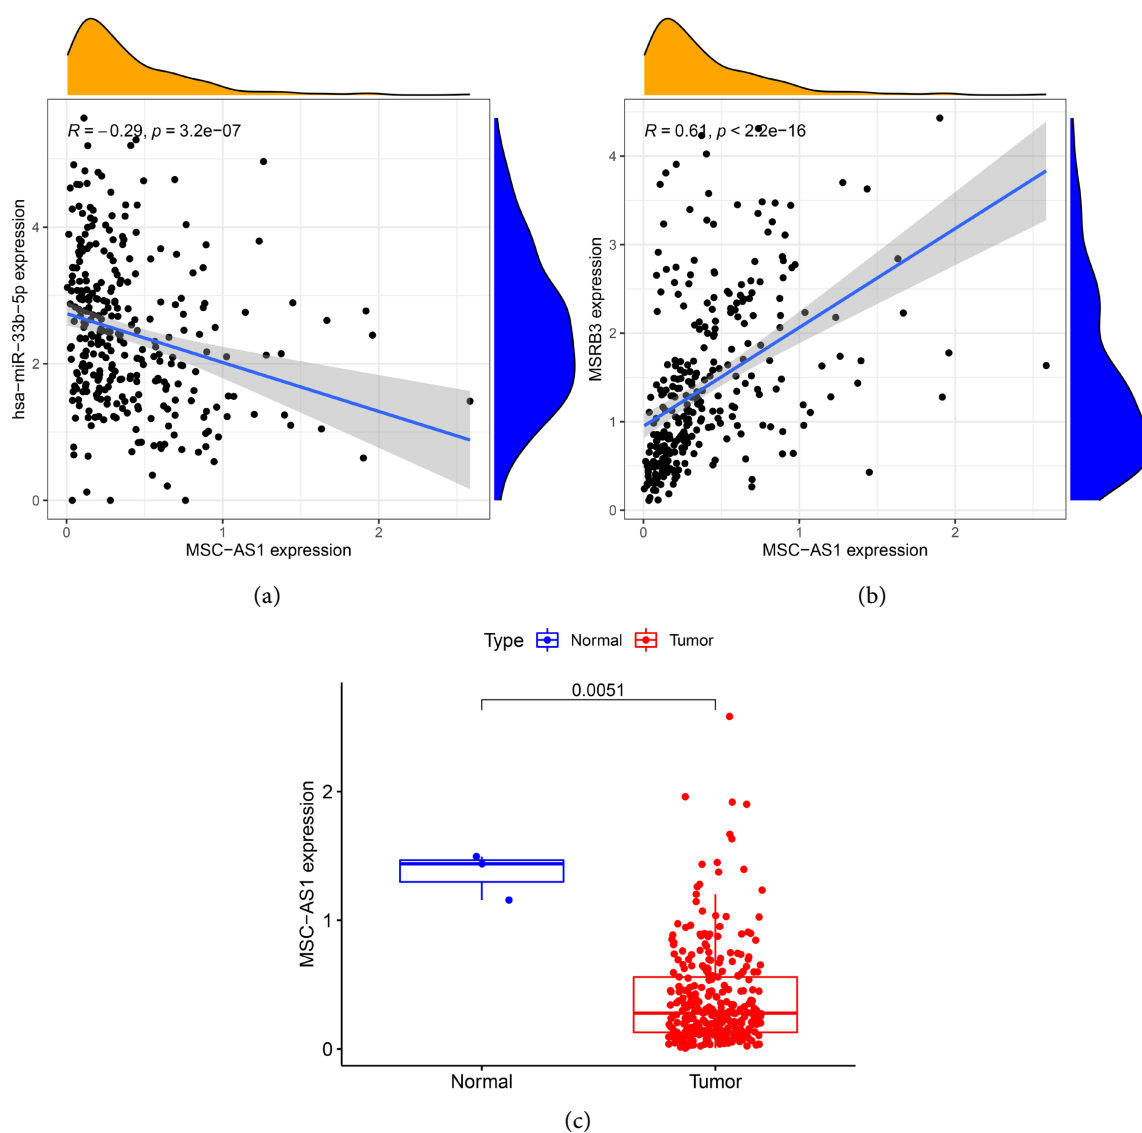 R = −0.29, p = 3.2e−07
hsa−miR−33b−5p expression
4
2
0
0
1
2
MSC−AS1 expression
(a)
R = 0.61, p < 2.2e−16
MSRB3 expression
4
3
2
1
0
0
1
2
MSC−AS1 expression
(b)
Type Normal Tumor
0.0051
MSC−AS1 expression
2
1
0
Normal
Tumor
(c)